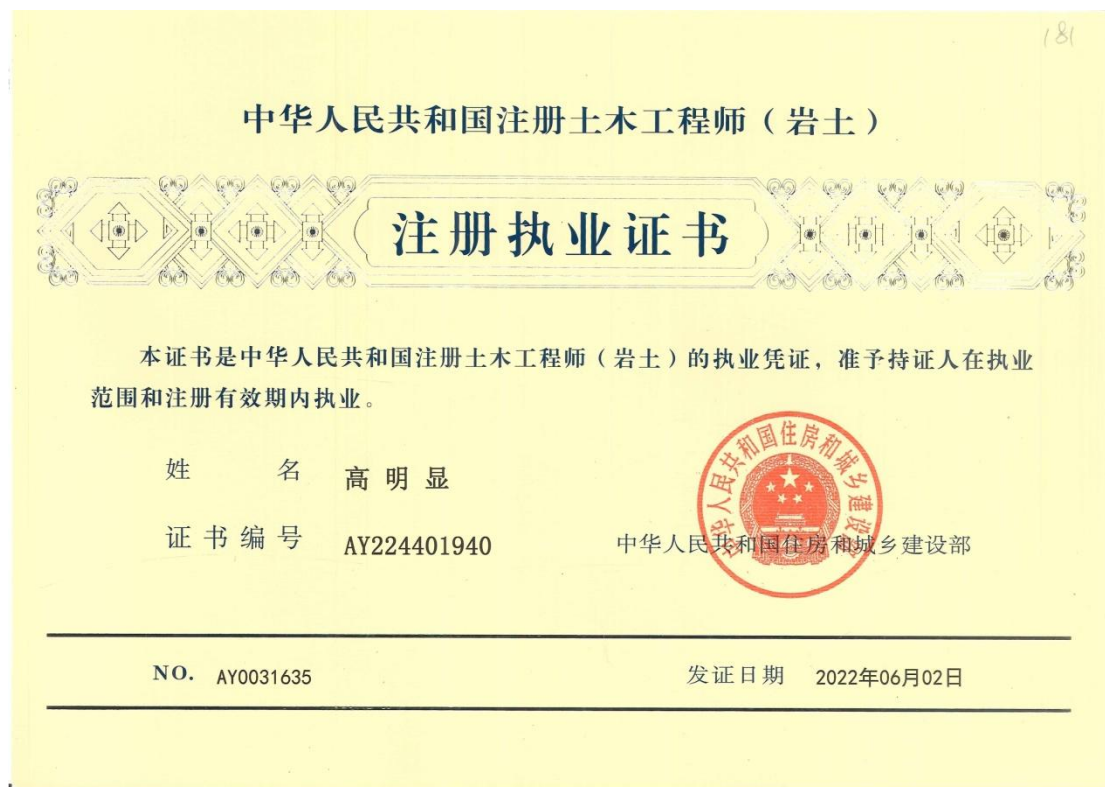 181
中华人民共和国注册土木工程师（岩土）
注册执业证书
本证书是中华人民共和国注册土木工程师（岩土）的执业凭证，准予持证人在执业
范围和注册有效期内执业。
姓 名 高明显
证书编号 AY224401940
中华人民共和国住房和城乡建设部
中华人民共和国住房和城乡建设部
NO. AY0031635 发证日期 2022年06月02日